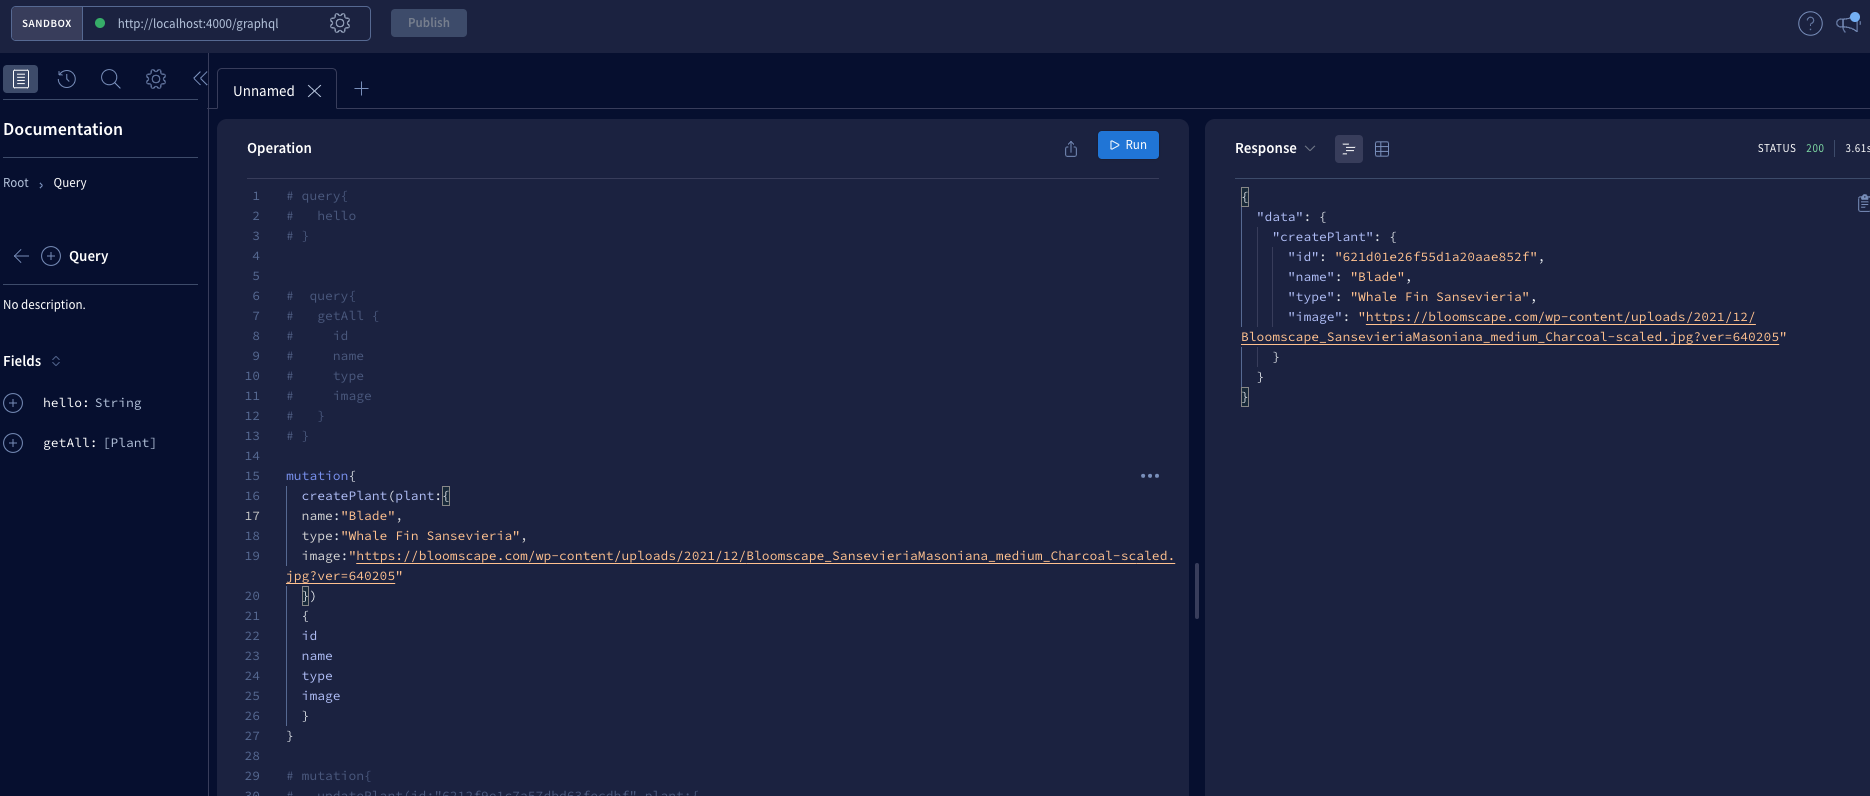 SANDBOX http://localhost:4000/graphql Publish
Unnamed
Documentation
Root › Query
Query
No description.
Fields
hello: String
getAll: [Plant]
Operation
Run
1 # query{
2 #   hello
3 # }
4
5
6 #  query{
7 #   getAll {
8 #     id
9 #     name
10 #     type
11 #     image
12 #   }
13 # }
14
15 mutation{
16   createPlant(plant:{
17   name:"Blade",
18   type:"Whale Fin Sansevieria",
19   image:"https://bloomscape.com/wp-content/uploads/2021/12/Bloomscape_SansevieriaMasoniana_medium_Charcoal-scaled.
jpg?ver=640205"
20   })
21   {
22   id
23   name
24   type
25   image
26   }
27 }
28
29 # mutation{
30 #
Response
STATUS 200 3.61s
{
  "data": {
    "createPlant": {
      "id": "621d01e26f55d1a20aae852f",
      "name": "Blade",
      "type": "Whale Fin Sansevieria",
      "image": "https://bloomscape.com/wp-content/uploads/2021/12/
Bloomscape_SansevieriaMasoniana_medium_Charcoal-scaled.jpg?ver=640205"
    }
  }
}